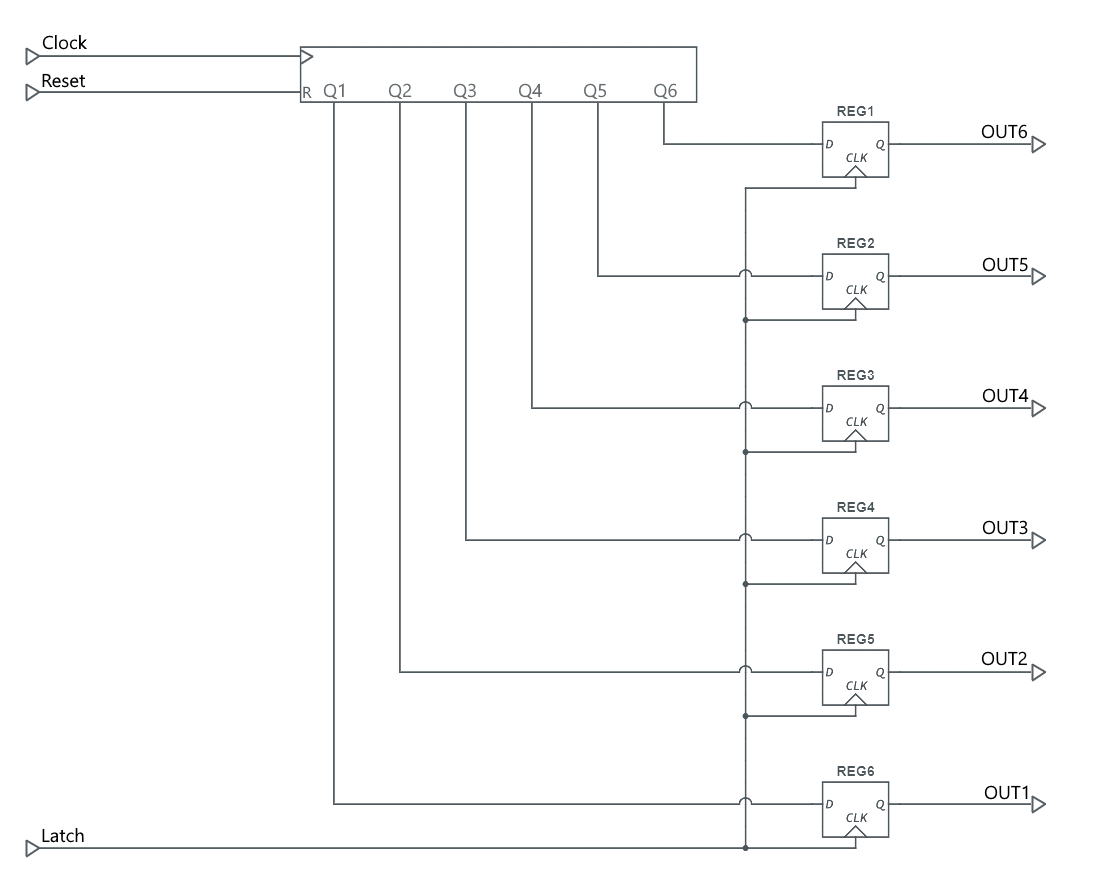 Clock
Reset
R Q1 Q2 Q3 Q4 Q5 Q6
REG1
D Q
CLK
OUT6
REG2
D Q
CLK
OUT5
REG3
D Q
CLK
OUT4
REG4
D Q
CLK
OUT3
REG5
D Q
CLK
OUT2
REG6
D Q
CLK
OUT1
Latch